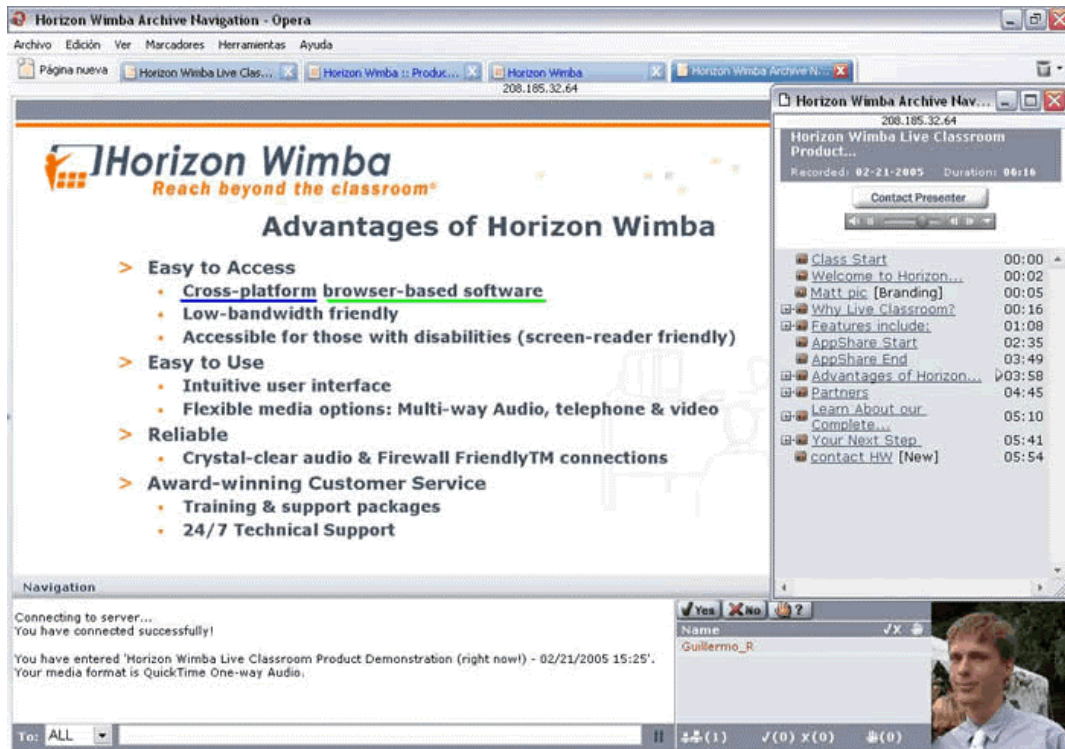 Horizon Wimba Archive Navigation - Opera
Archivo Edición Ver Marcadores Herramientas Ayuda
Página nueva
Horizon Wimba Live Clas...
Horizon Wimba :: Produc...
Horizon Wimba
Horizon Wimba Archive N...
208.185.32.64
Horizon Wimba
Reach beyond the classroom®
Advantages of Horizon Wimba
> Easy to Access
• Cross-platform browser-based software
• Low-bandwidth friendly
• Accessible for those with disabilities (screen-reader friendly)
> Easy to Use
• Intuitive user interface
• Flexible media options: Multi-way Audio, telephone & video
> Reliable
• Crystal-clear audio & Firewall FriendlyTM connections
> Award-winning Customer Service
• Training & support packages
• 24/7 Technical Support
Horizon Wimba Archive Nav...
208.185.32.64
Horizon Wimba Live Classroom
Product...
Recorded: 02-21-2005 Duration: 06:16
Contact Presenter
Class Start 00:00
Welcome to Horizon... 00:02
Matt pic [Branding] 00:05
Why Live Classroom? 00:16
Features include: 01:08
AppShare Start 02:35
AppShare End 03:49
Advantages of Horizon... 03:58
Partners 04:45
Learn About our
Complete... 05:10
Your Next Step 05:41
contact HW [New] 05:54
Navigation
Connecting to server...
You have connected successfully!
You have entered 'Horizon Wimba Live Classroom Product Demonstration (right now!) - 02/21/2005 15:25'.
Your media format is QuickTime One-way Audio.
To: ALL
Yes No ?
Name √x
Guillermo_R
(1) √(0) x(0) (0)